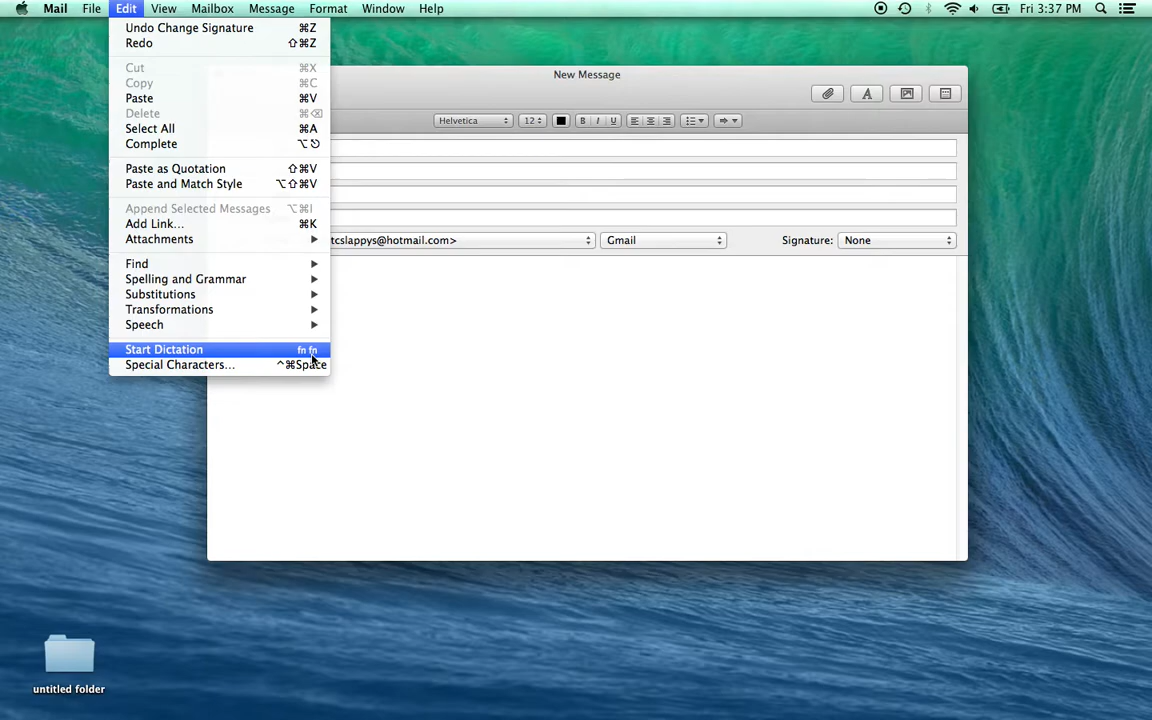 Mail File Edit View Mailbox Message Format Window Help Fri 3:37 PM
Undo Change Signature ⌘Z
Redo ⇧⌘Z
Cut ⌘X
Copy ⌘C
Paste ⌘V
Delete ⌘⌫
Select All ⌘A
Complete ⌥⎋
Paste as Quotation ⇧⌘V
Paste and Match Style ⌥⇧⌘V
Append Selected Messages ⌥⌘I
Add Link... ⌘K
Attachments
Find
Spelling and Grammar
Substitutions
Transformations
Speech
Start Dictation fn fn
Special Characters... ^⌘Space
New Message
Helvetica 12 B I U
tcslappys@hotmail.com> Gmail Signature: None
untitled folder